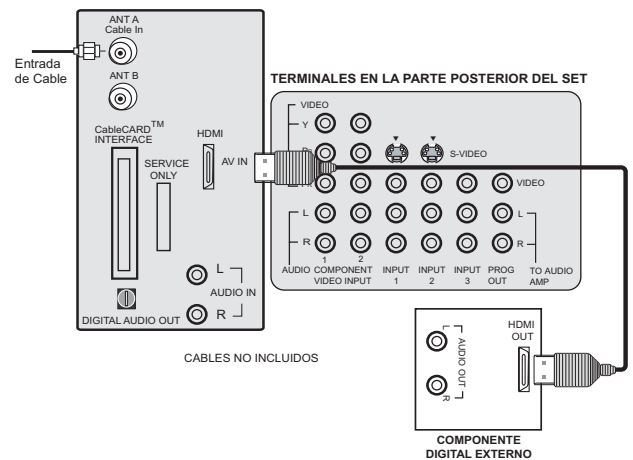 ANT A
Cable In
Entrada
de Cable
ANT B
CableCARD™
INTERFACE
HDMI
SERVICE
ONLY
AV IN
L
AUDIO IN
R
DIGITAL AUDIO OUT
TERMINALES EN LA PARTE POSTERIOR DEL SET
VIDEO
Y
S-VIDEO
VIDEO
L
L
R
R
1 2
AUDIO COMPONENT INPUT INPUT INPUT PROG TO AUDIO
VIDEO INPUT 1 2 3 OUT AMP
CABLES NO INCLUIDOS
HDMI
OUT
L
AUDIO OUT
R
COMPONENTE
DIGITAL EXTERNO